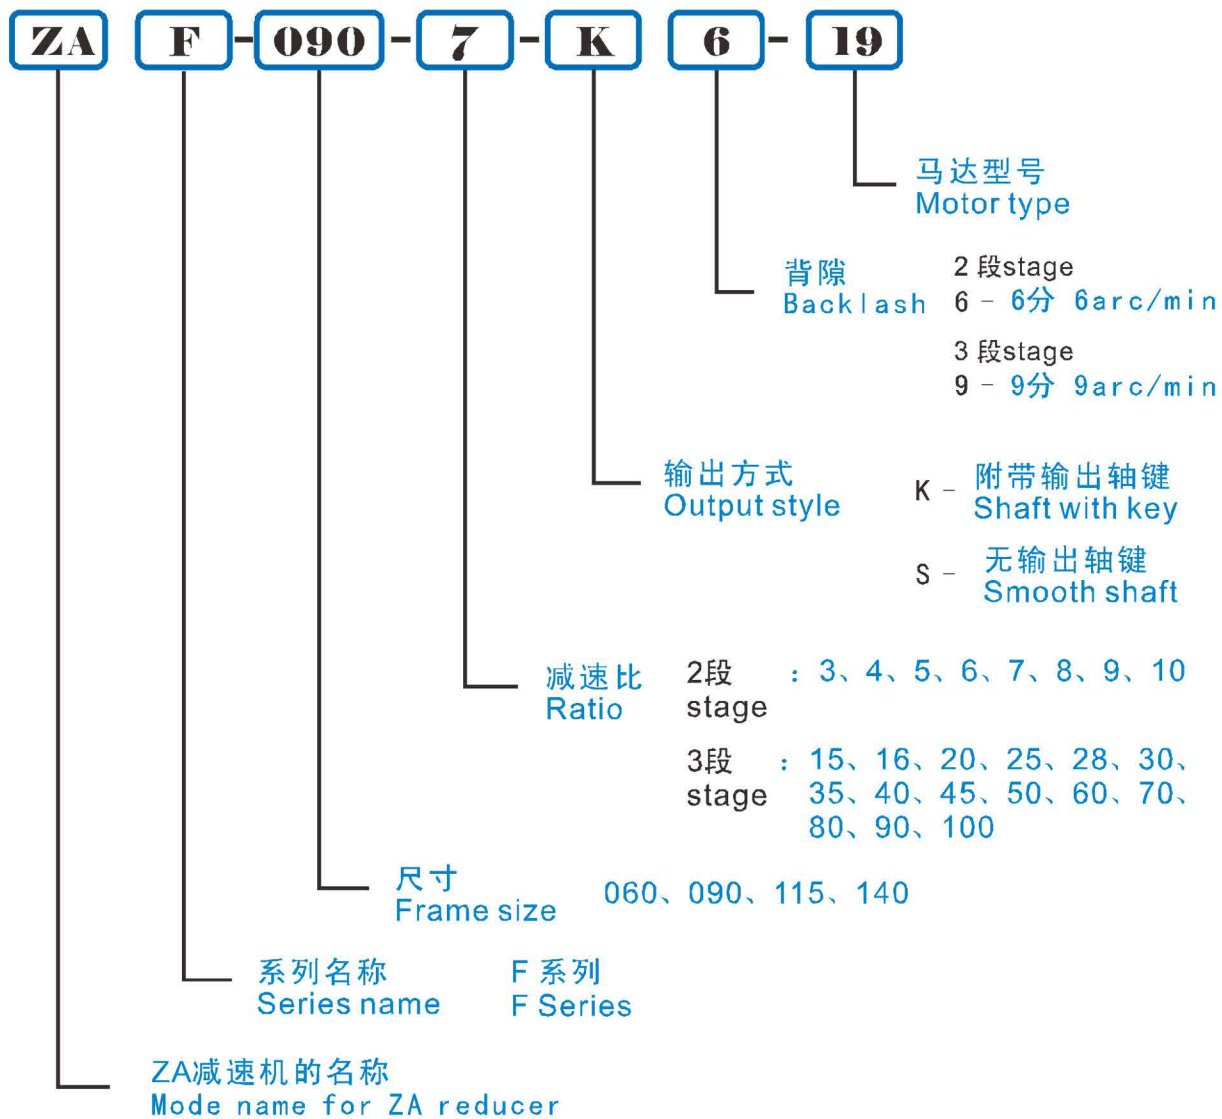 ZA F-090-7-K 6-19
马达型号
Motor type
背隙
Backlash
2 段stage
6 - 6分 6arc/min
3 段stage
9 - 9分 9arc/min
输出方式
Output style
K - 附带输出轴键
Shaft with key
S - 无输出轴键
Smooth shaft
减速比
Ratio
2段 : 3、4、5、6、7、8、9、10
stage
3段 : 15、16、20、25、28、30、
stage 35、40、45、50、60、70、
80、90、100
尺寸
Frame size
060、090、115、140
系列名称 F 系列
Series name F Series
ZA减速机的名称
Mode name for ZA reducer